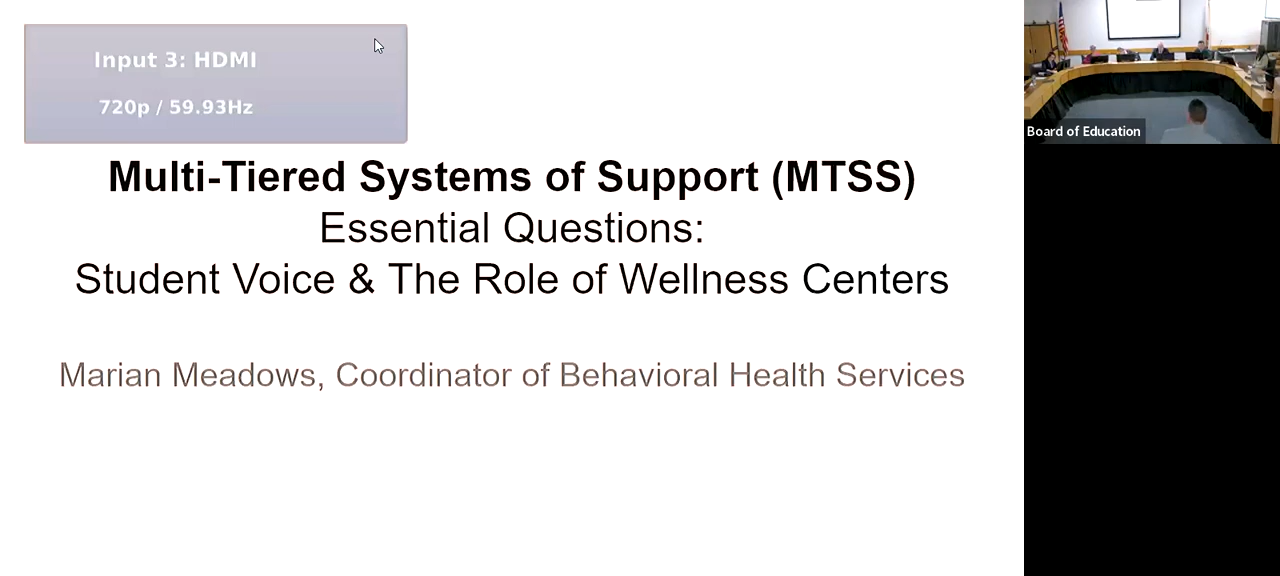 Input 3: HDMI
720p / 59.93Hz
Board of Education
Multi-Tiered Systems of Support (MTSS)
Essential Questions:
Student Voice & The Role of Wellness Centers
Marian Meadows, Coordinator of Behavioral Health Services